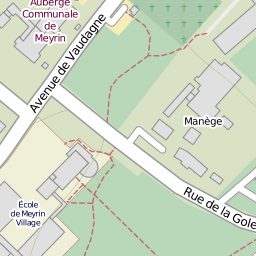 Auberge
Communale
de
Meyrin
Avenue de Vaudagne
Manège
Rue de la Gole
École
de Meyrin
Village